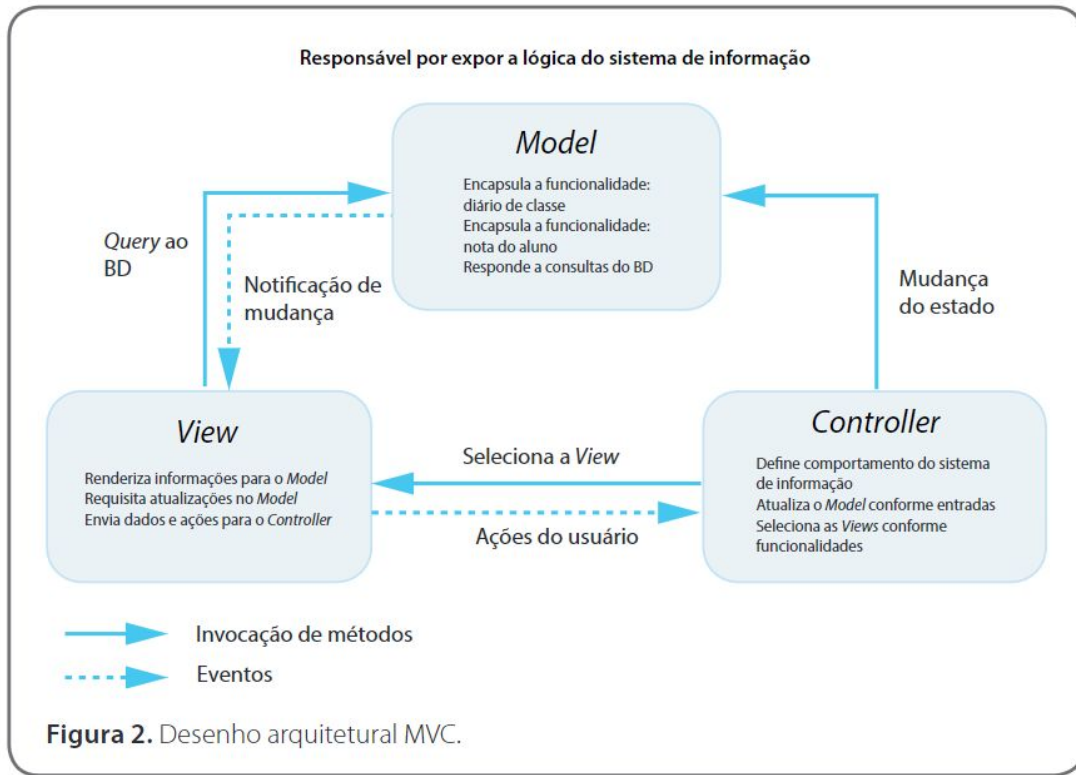 Responsável por expor a lógica do sistema de informação
Model
Encapsula a funcionalidade:
diário de classe
Encapsula a funcionalidade:
nota do aluno
Responde a consultas do BD
Query ao
BD
Notificação de
mudança
Mudança
do estado
View
Renderiza informações para o Model
Requisita atualizações no Model
Envia dados e ações para o Controller
Seleciona a View
Ações do usuário
Controller
Define comportamento do sistema
de informação
Atualiza o Model conforme entradas
Seleciona as Views conforme
funcionalidades
Invocação de métodos
Eventos
Figura 2. Desenho arquitetural MVC.